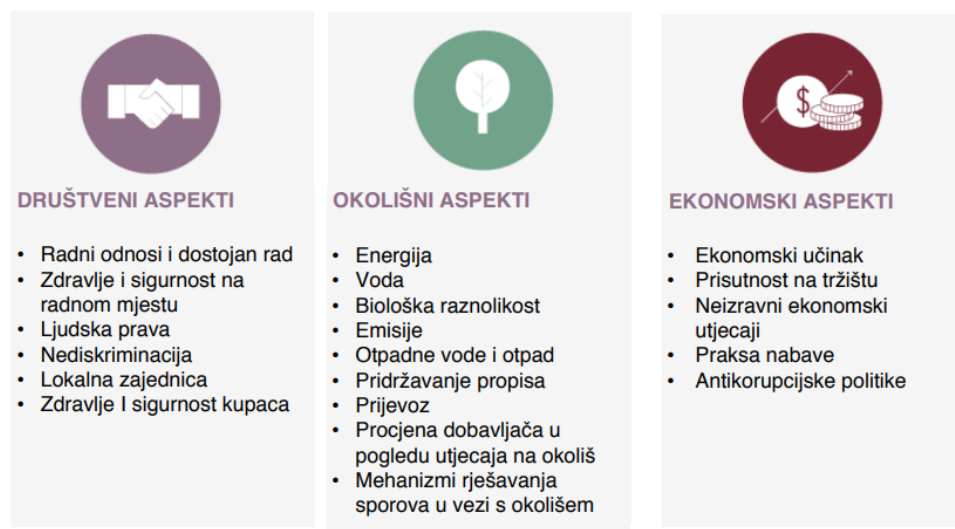 DRUŠTVENI ASPEKTI
• Radni odnosi i dostojan rad
• Zdravlje i sigurnost na
radnom mjestu
• Ljudska prava
• Nediskriminacija
• Lokalna zajednica
• Zdravlje I sigurnost kupaca
OKOLIŠNI ASPEKTI
• Energija
• Voda
• Biološka raznolikost
• Emisije
• Otpadne vode i otpad
• Pridržavanje propisa
• Prijevoz
• Procjena dobavljača u
pogledu utjecaja na okoliš
• Mehanizmi rješavanja
sporova u vezi s okolišem
$
EKONOMSKI ASPEKTI
• Ekonomski učinak
• Prisutnost na tržištu
• Neizravni ekonomski
utjecaji
• Praksa nabave
• Antikorupcijske politike